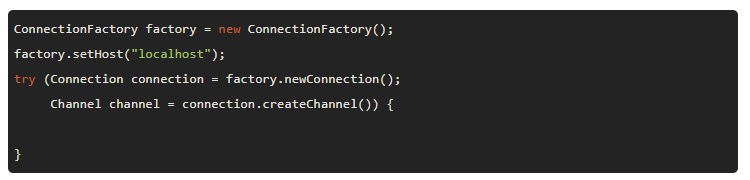 ConnectionFactory factory = new ConnectionFactory();
factory.setHost("localhost");
try (Connection connection = factory.newConnection();
     Channel channel = connection.createChannel()) {

}